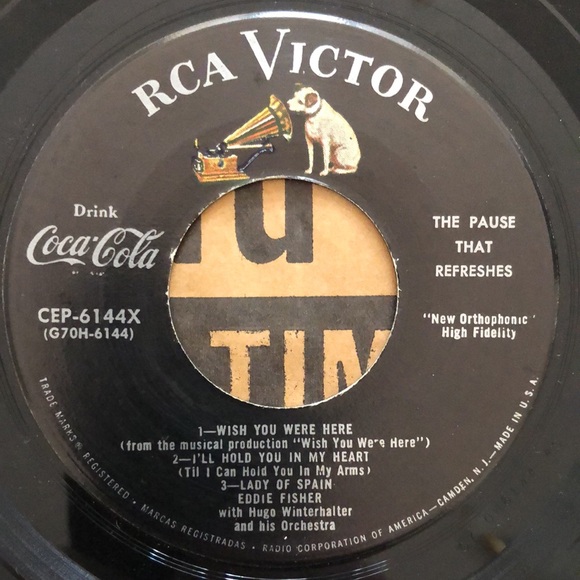 RCA VICTOR
Drink
Coca-Cola
THE PAUSE
THAT
REFRESHES
CEP-6144X
(G70H-6144)
"New Orthophonic"
High Fidelity
TIN
1—WISH YOU WERE HERE
(from the musical production "Wish You Were Here")
2—I'LL HOLD YOU IN MY HEART
(Til I Can Hold You In My Arms)
3—LADY OF SPAIN
EDDIE FISHER
with Hugo Winterhalter
and his Orchestra
TRADE MARKS ® REGISTERED • MARCAS REGISTRADAS • RADIO CORPORATION OF AMERICA—CAMDEN, N.J.—MADE IN U.S.A.